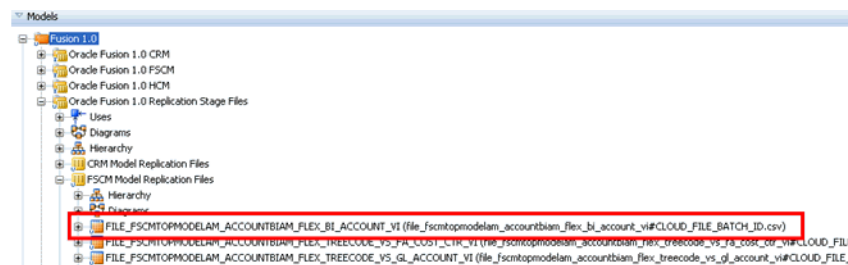 Models
Fusion 1.0
Oracle Fusion 1.0 CRM
Oracle Fusion 1.0 FSCM
Oracle Fusion 1.0 HCM
Oracle Fusion 1.0 Replication Stage Files
Uses
Diagrams
Hierarchy
CRM Model Replication Files
FSCM Model Replication Files
Hierarchy
Diagrams
FILE_FSCMTOPMODELAM_ACCOUNTBIAM_FLEX_BI_ACCOUNT_VI (file_fscmtopmodelam_accountbiam_flex_bi_account_vi#CLOUD_FILE_BATCH_ID.csv)
FILE_FSCMTOPMODELAM_ACCOUNTBIAM_FLEX_TREECODE_VS_FA_COST_CTR_VI (file_fscmtopmodelam_accountbiam_flex_treecode_vs_fa_cost_ctr_vi#CLOUD_FIL
FILE_FSCMTOPMODELAM_ACCOUNTBIAM_FLEX_TREECODE_VS_GL_ACCOUNT_VI (file_fscmtopmodelam_accountbiam_flex_treecode_vs_gl_account_vi#CLOUD_FILE_